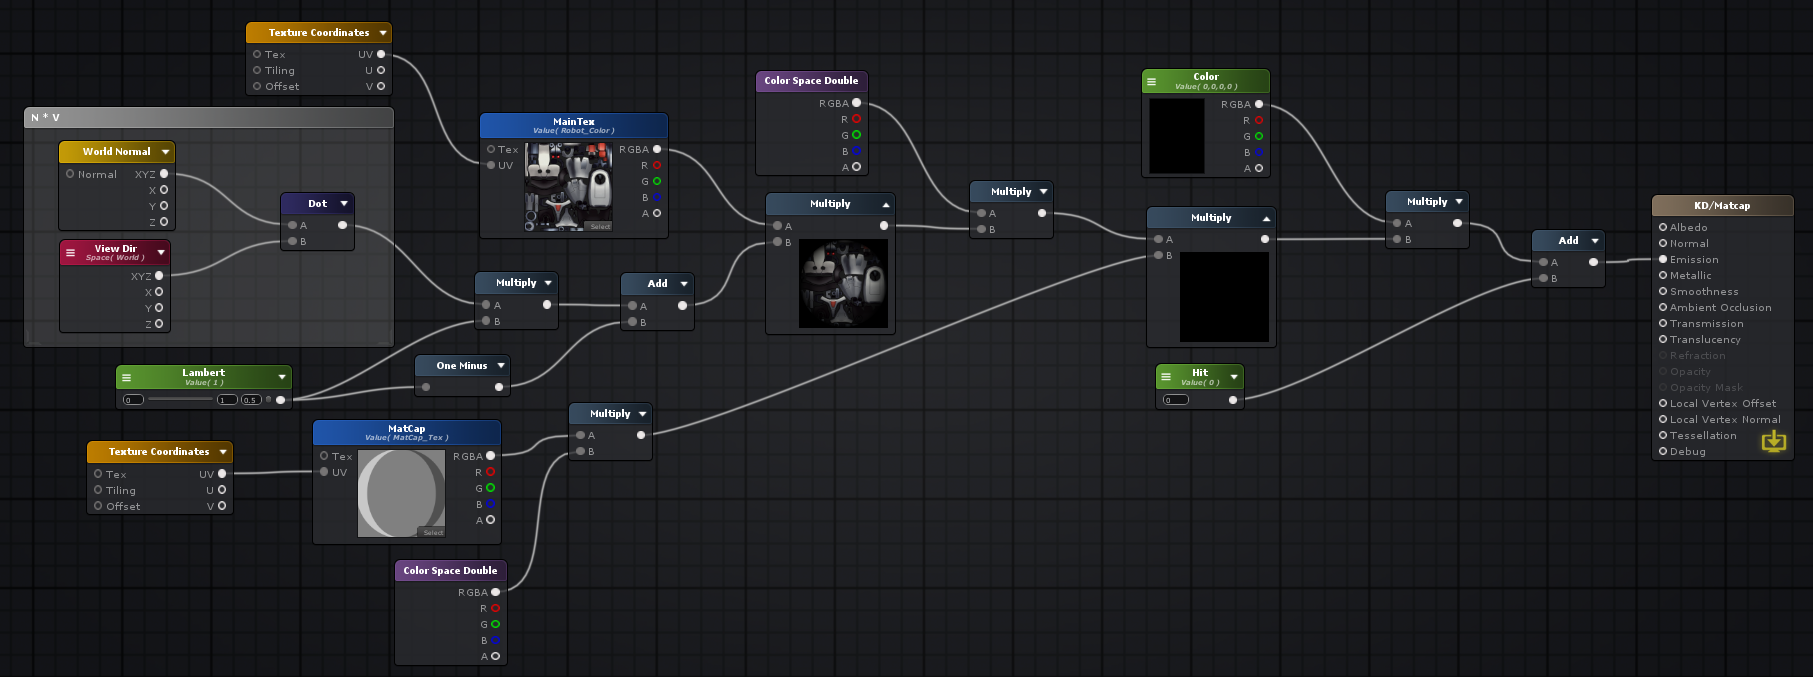 Texture Coordinates
Tex
UV
Tiling
U
Offset
V
N * V
World Normal
Normal
XYZ
X
Y
Z
View Dir
Space( World )
XYZ
X
Y
Z
Dot
A
B
Lambert
Value( 1 )
0
1
0.5
Texture Coordinates
Tex
UV
Tiling
U
Offset
V
MainTex
Value( Robot_Color )
Tex
RGBA
UV
R
G
B
A
Select
Multiply
A
B
Add
A
B
One Minus
MatCap
Value( MatCap_Tex )
Tex
RGBA
UV
R
G
B
A
Select
Color Space Double
RGBA
R
G
B
A
Multiply
A
B
Color Space Double
RGBA
R
G
B
A
Multiply
A
B
Multiply
A
B
Color
Value( 0,0,0,0 )
RGBA
R
G
B
A
Multiply
A
B
Hit
Value( 0 )
0
Multiply
A
B
Add
A
B
KD/Matcap
Albedo
Normal
Emission
Metallic
Smoothness
Ambient Occlusion
Transmission
Translucency
Refraction
Opacity
Opacity Mask
Local Vertex Offset
Local Vertex Normal
Tessellation
Debug